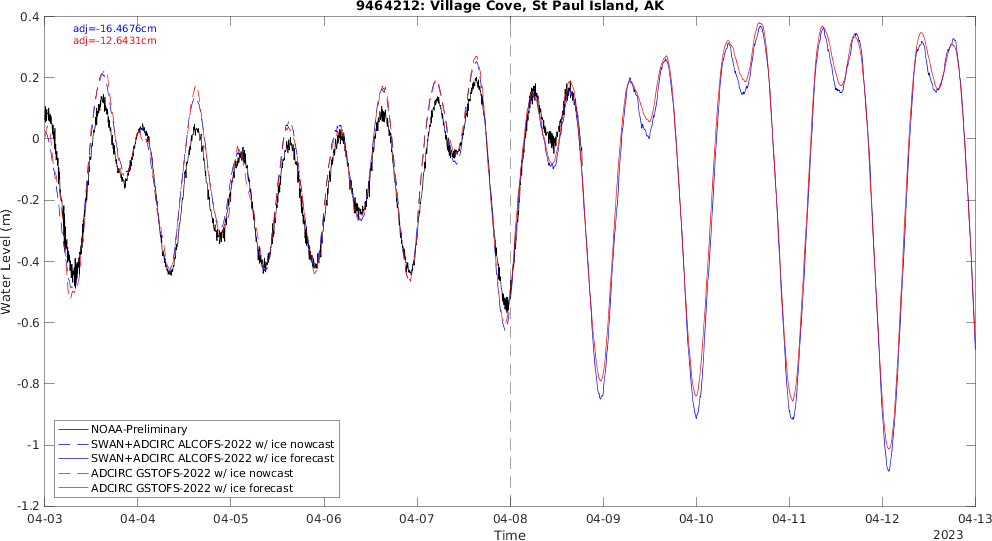 9464212: Village Cove, St Paul Island, AK
adj=-16.4676cm
adj=-12.6431cm
0.4
0.2
0
-0.2
-0.4
-0.6
-0.8
-1
-1.2
Water Level (m)
NOAA-Preliminary
SWAN+ADCIRC ALCOFS-2022 w/ ice nowcast
SWAN+ADCIRC ALCOFS-2022 w/ ice forecast
ADCIRC GSTOFS-2022 w/ ice nowcast
ADCIRC GSTOFS-2022 w/ ice forecast
04-03 04-04 04-05 04-06 04-07 04-08 04-09 04-10 04-11 04-12 04-13
Time
2023